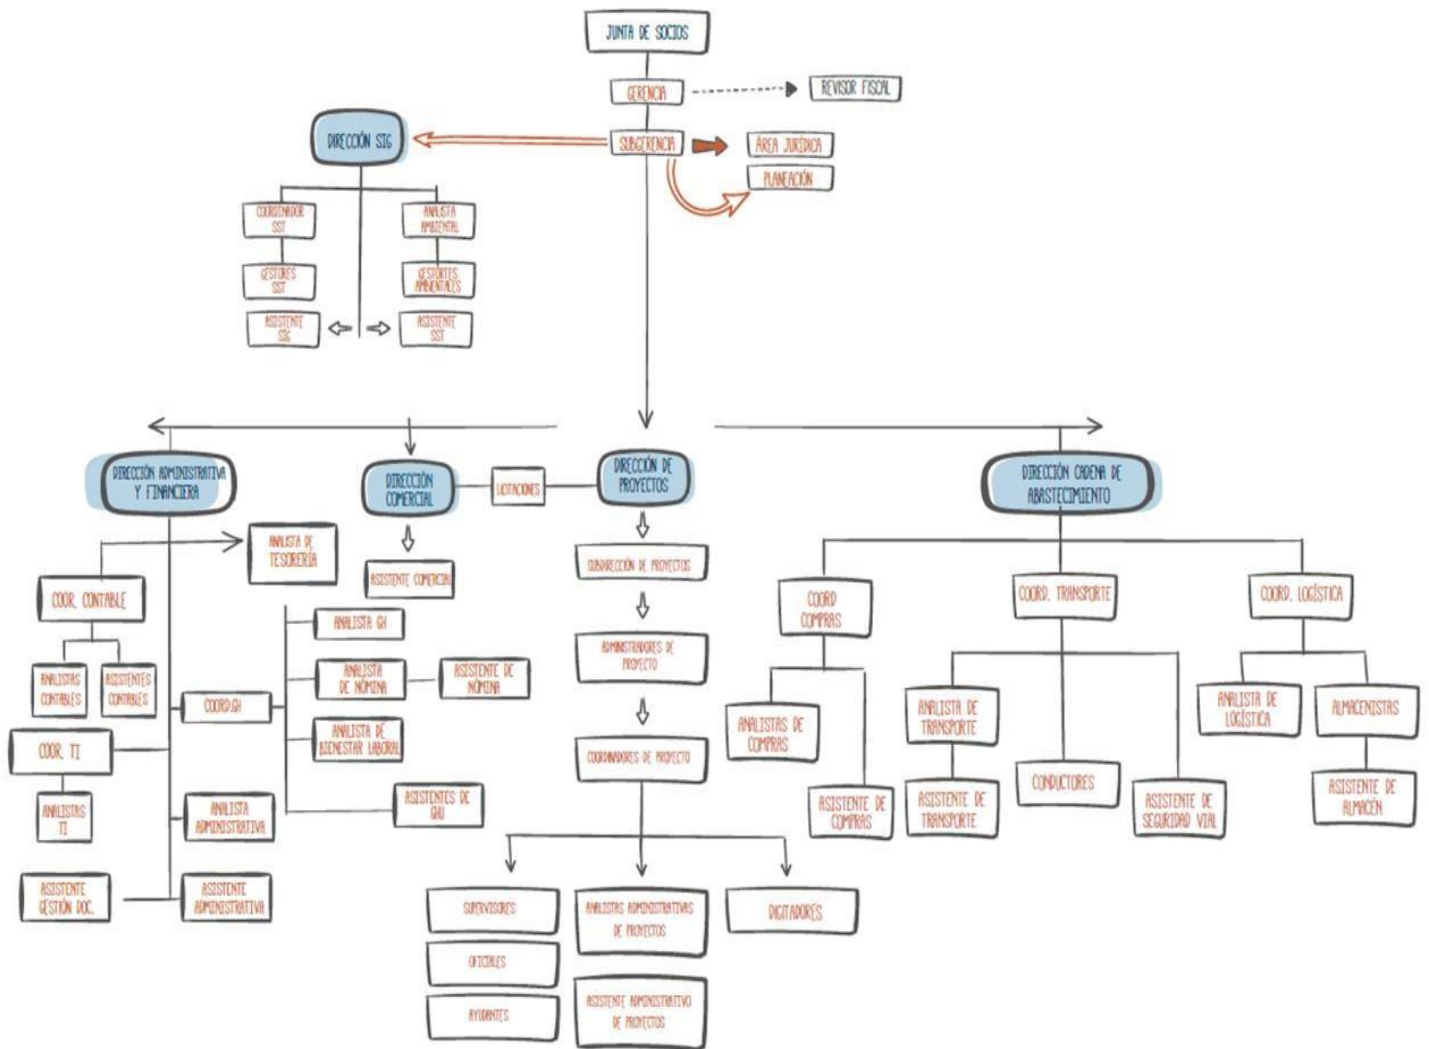 JUNTA DE SOCIOS
GERENCIA
REVISOR FISCAL
SUBGERENCIA
ÁREA JURÍDICA
PLANEACIÓN
DIRECCIÓN SIG
COORDINADOR
SST
ANALISTA
AMBIENTAL
GESTORES
SST
GESTORTES
AMBIENTALES
ASISTENTE
SIG
ASISTENTE
SST
DIRECCIÓN ADMINISTRATIVA
Y FINANCIERA
DIRECCIÓN
COMERCIAL
LICITACIONES
DIRECCIÓN DE
PROYECTOS
DIRECCIÓN CADENA DE
ABASTECIMIENTO
ANALISTA DE
TESORERÍA
COOR. CONTABLE
ANALISTAS
CONTABLES
ASISTENTES
CONTABLES
COORD.GH
COOR. TI
ANALISTAS
TI
ANALISTA
ADMINISTRATIVA
ASISTENTE
GESTIÓN DOC.
ASISTENTE
ADMINISTRATIVA
ASISTENTE COMERCIAL
ANALISTA GH
ANALISTA
DE NÓMINA
ASISTENTE DE
NÓMINA
ANALISTA DE
BIENESTAR LABORAL
ASISTENTES DE
GHU
SUBDIRECCIÓN DE PROYECTOS
ADMINISTRADORES DE
PROYECTO
COORDINADORES DE PROYECTO
SUPERVISORES
OFICIALES
AYUDANTES
ANALISTAS ADMINISTRATIVAS
DE PROYECTOS
ASISTENTE ADMINISTRATIVO
DE PROYECTOS
DIGITADORES
COORD
COMPRAS
ANALISTAS DE
COMPRAS
ASISTENTE DE
COMPRAS
COORD. TRANSPORTE
ANALISTA DE
TRANSPORTE
ASISTENTE DE
TRANSPORTE
CONDUCTORES
ASISTENTE DE
SEGURIDAD VIAL
COORD. LOGÍSTICA
ANALISTA DE
LOGÍSTICA
ALMACENISTAS
ASISTENTE DE
ALMACÉN